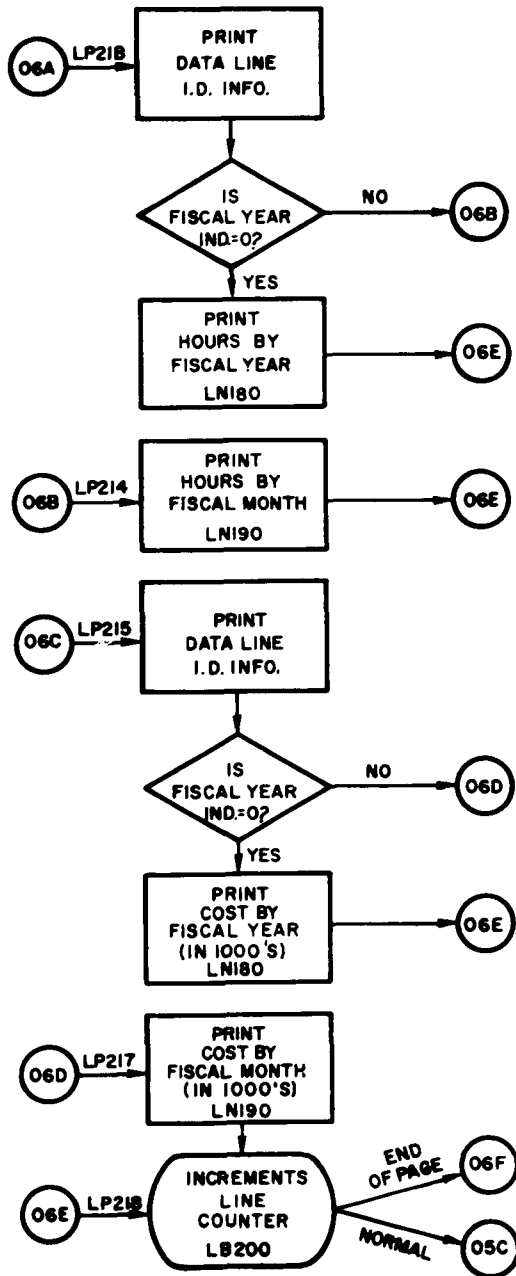 PRINT
DATA LINE
I.D. INFO.
06A
LP21B
IS
FISCAL YEAR
IND.=0?
NO
06B
YES
PRINT
HOURS BY
FISCAL YEAR
LN180
06E
06B
LP214
PRINT
HOURS BY
FISCAL MONTH
LN190
06E
06C
LP215
PRINT
DATA LINE
I.D. INFO.
IS
FISCAL YEAR
IND.=0?
NO
06D
YES
PRINT
COST BY
FISCAL YEAR
(IN 1000'S)
LN180
06E
06D
LP217
PRINT
COST BY
FISCAL MONTH
(IN 1000'S)
LN190
06E
LP218
INCREMENTS
LINE
COUNTER
LB200
END
OF PAGE
06F
NORMAL
05C